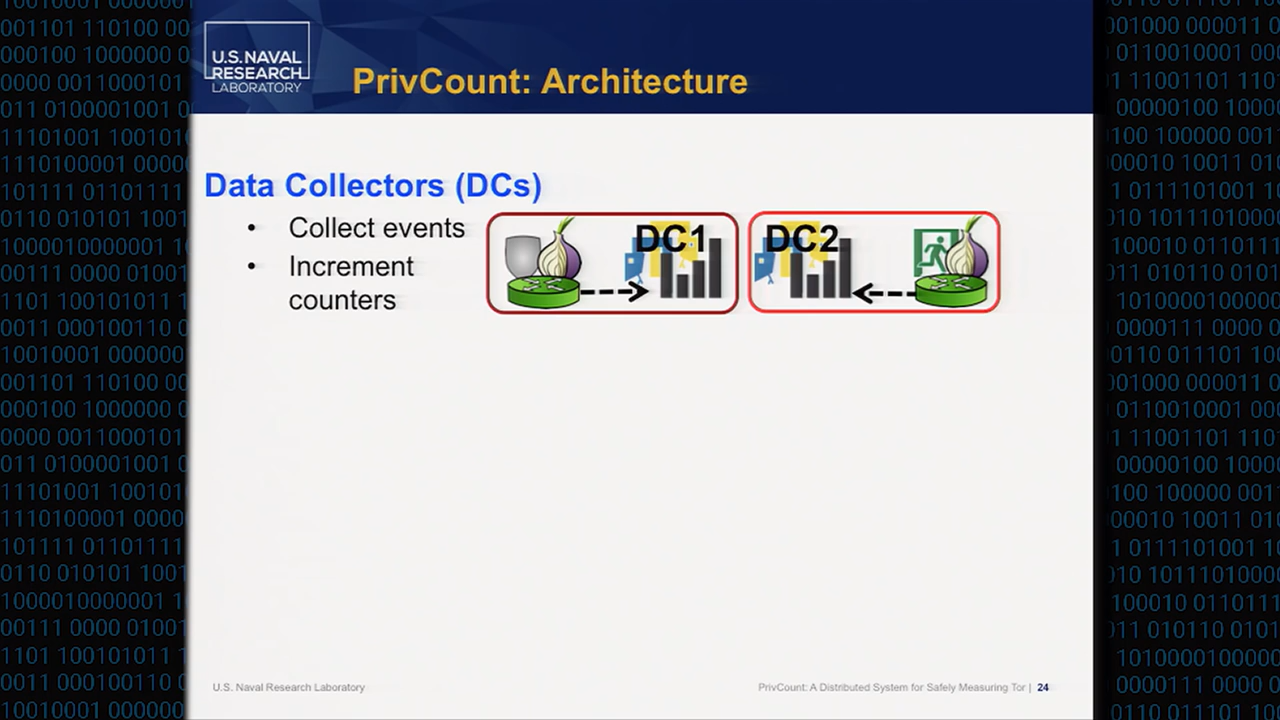 U.S. NAVAL
RESEARCH
LABORATORY
PrivCount: Architecture
Data Collectors (DCs)
• Collect events
• Increment
counters
DC1
DC2
U.S. Naval Research Laboratory
PrivCount: A Distributed System for Safely Measuring Tor | 24